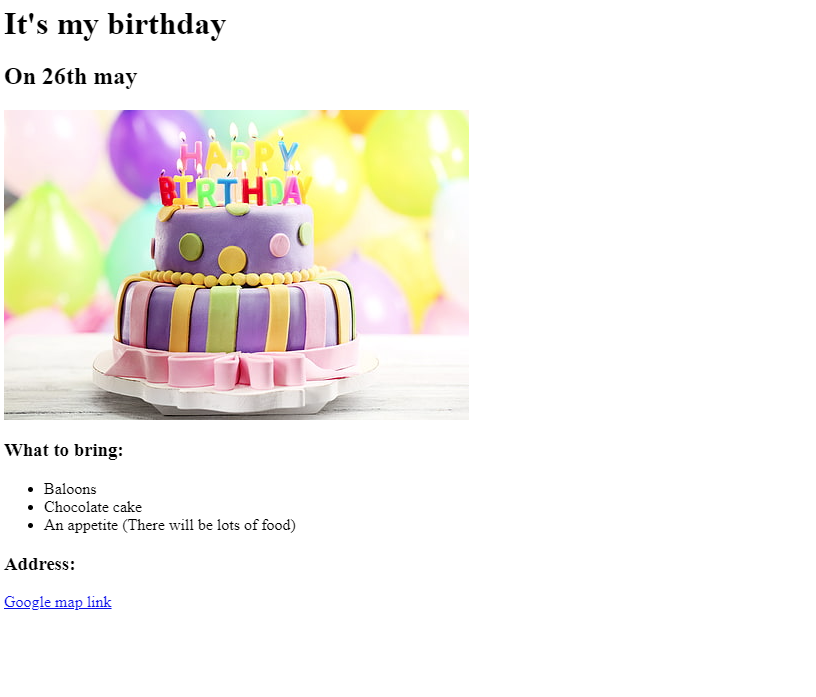 It's my birthday
On 26th may
HAPPY
BIRTHDAY
What to bring:
Baloons
Chocolate cake
An appetite (There will be lots of food)
Address:
Google map link